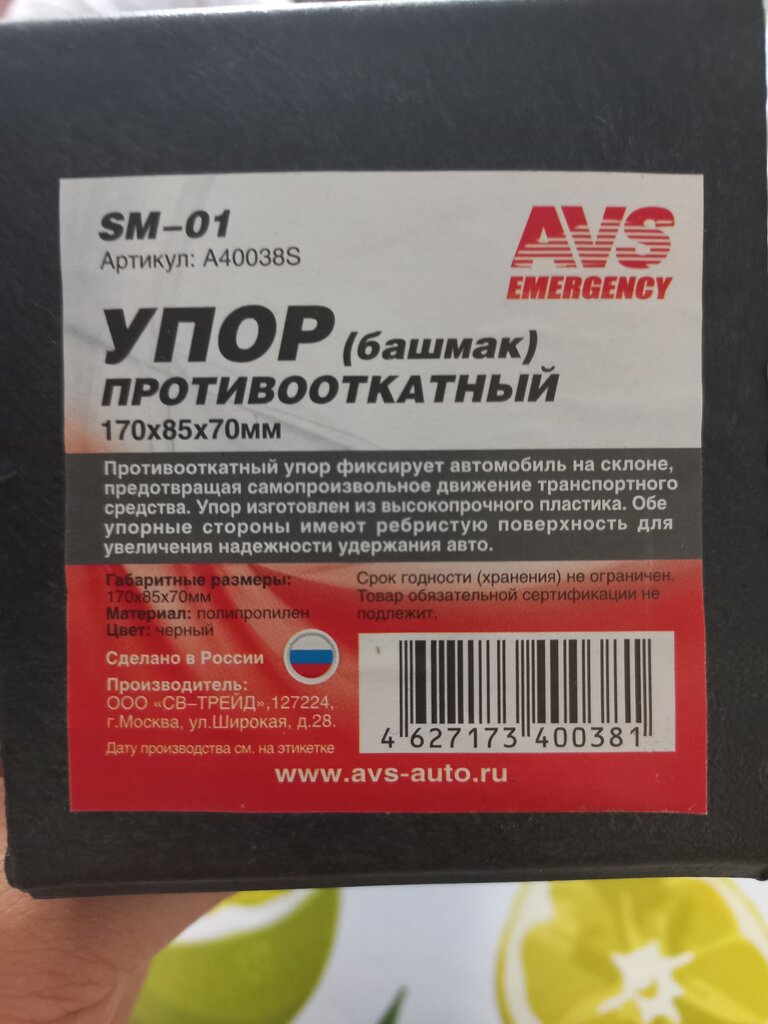 SM-01
Артикул: A40038S
AVS
EMERGENCY
УПОР (башмак)
ПРОТИВООТКАТНЫЙ
170х85х70мм
Противооткатный упор фиксирует автомобиль на склоне,
предотвращая самопроизвольное движение транспортного
средства. Упор изготовлен из высокопрочного пластика. Обе
упорные стороны имеют ребристую поверхность для
увеличения надежности удержания авто.
Габаритные размеры:
170х85х70мм
Материал: полипропилен
Цвет: черный
Сделано в России
Производитель:
ООО «СВ-ТРЕЙД»,127224,
г.Москва, ул.Широкая, д.28.
Дату производства см. на этикетке
Срок годности (хранения) не ограничен.
Товар обязательной сертификации не
подлежит.
4 627173 400381
www.avs-auto.ru